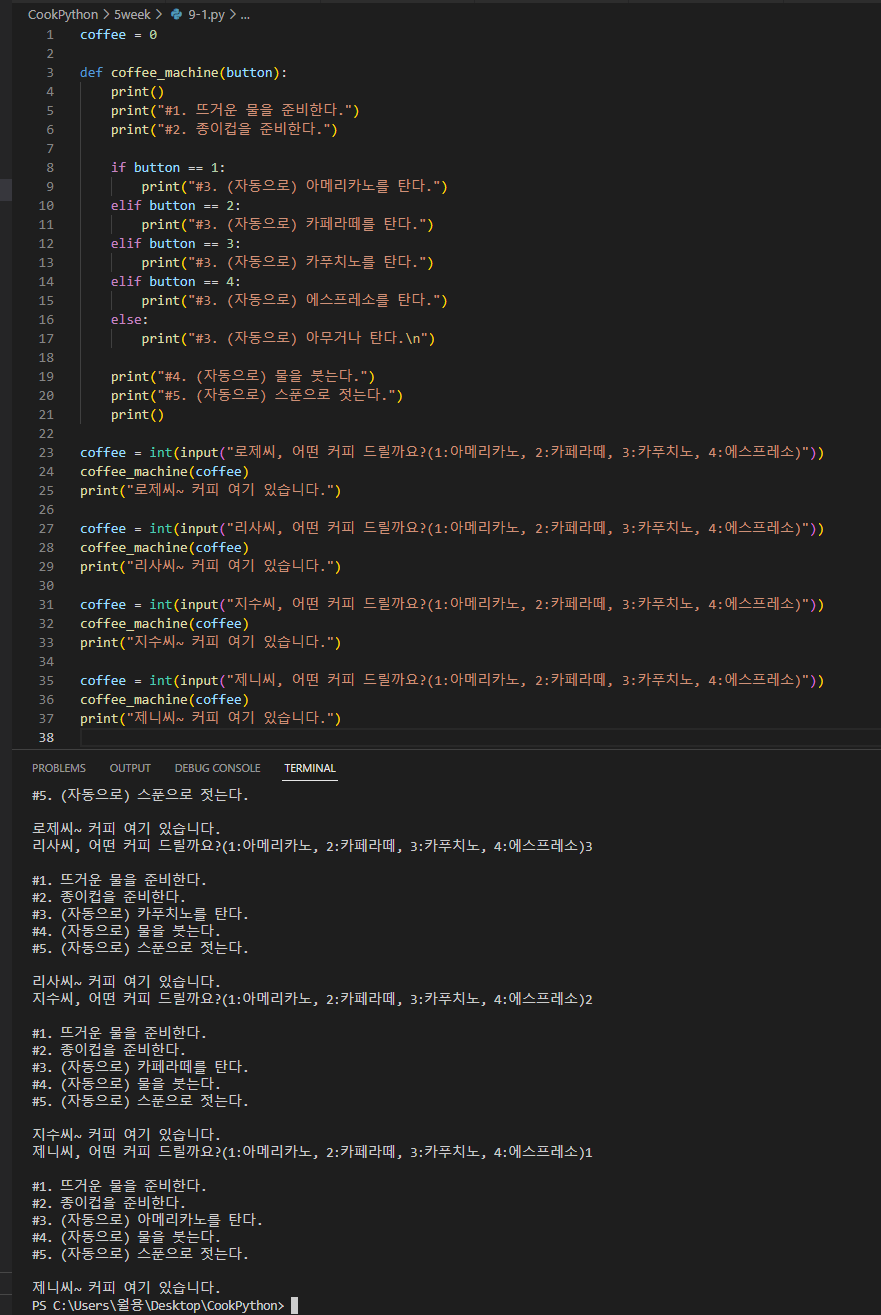 CookPython > 5week > 9-1.py > ...
1 coffee = 0
2
3 def coffee_machine(button):
4     print()
5     print("#1. 뜨거운 물을 준비한다.")
6     print("#2. 종이컵을 준비한다.")
7
8     if button == 1:
9         print("#3. (자동으로) 아메리카노를 탄다.")
10     elif button == 2:
11         print("#3. (자동으로) 카페라떼를 탄다.")
12     elif button == 3:
13         print("#3. (자동으로) 카푸치노를 탄다.")
14     elif button == 4:
15         print("#3. (자동으로) 에스프레소를 탄다.")
16     else:
17         print("#3. (자동으로) 아무거나 탄다.\n")
18
19     print("#4. (자동으로) 물을 붓는다.")
20     print("#5. (자동으로) 스푼으로 젓는다.")
21     print()
22
23 coffee = int(input("로제씨, 어떤 커피 드릴까요?(1:아메리카노, 2:카페라떼, 3:카푸치노, 4:에스프레소)"))
24 coffee_machine(coffee)
25 print("로제씨~ 커피 여기 있습니다.")
26
27 coffee = int(input("리사씨, 어떤 커피 드릴까요?(1:아메리카노, 2:카페라떼, 3:카푸치노, 4:에스프레소)"))
28 coffee_machine(coffee)
29 print("리사씨~ 커피 여기 있습니다.")
30
31 coffee = int(input("지수씨, 어떤 커피 드릴까요?(1:아메리카노, 2:카페라떼, 3:카푸치노, 4:에스프레소)"))
32 coffee_machine(coffee)
33 print("지수씨~ 커피 여기 있습니다.")
34
35 coffee = int(input("제니씨, 어떤 커피 드릴까요?(1:아메리카노, 2:카페라떼, 3:카푸치노, 4:에스프레소)"))
36 coffee_machine(coffee)
37 print("제니씨~ 커피 여기 있습니다.")
38
PROBLEMS OUTPUT DEBUG CONSOLE TERMINAL
#5. (자동으로) 스푼으로 젓는다.
로제씨~ 커피 여기 있습니다.
리사씨, 어떤 커피 드릴까요?(1:아메리카노, 2:카페라떼, 3:카푸치노, 4:에스프레소)3
#1. 뜨거운 물을 준비한다.
#2. 종이컵을 준비한다.
#3. (자동으로) 카푸치노를 탄다.
#4. (자동으로) 물을 붓는다.
#5. (자동으로) 스푼으로 젓는다.
리사씨~ 커피 여기 있습니다.
지수씨, 어떤 커피 드릴까요?(1:아메리카노, 2:카페라떼, 3:카푸치노, 4:에스프레소)2
#1. 뜨거운 물을 준비한다.
#2. 종이컵을 준비한다.
#3. (자동으로) 카페라떼를 탄다.
#4. (자동으로) 물을 붓는다.
#5. (자동으로) 스푼으로 젓는다.
지수씨~ 커피 여기 있습니다.
제니씨, 어떤 커피 드릴까요?(1:아메리카노, 2:카페라떼, 3:카푸치노, 4:에스프레소)1
#1. 뜨거운 물을 준비한다.
#2. 종이컵을 준비한다.
#3. (자동으로) 아메리카노를 탄다.
#4. (자동으로) 물을 붓는다.
#5. (자동으로) 스푼으로 젓는다.
제니씨~ 커피 여기 있습니다.
PS C:\Users\월용\Desktop\CookPython>